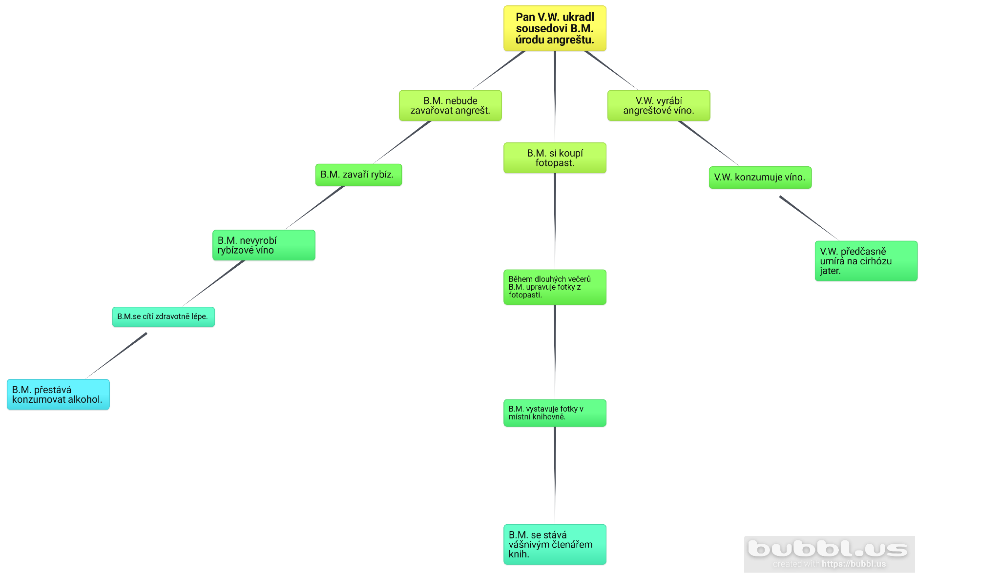 Pan V.W. ukradl
sousedovi B.M.
úrodu angreštu.
B.M. nebude
zavařovat angrešt.
V.W. vyrábí
angreštové víno.
B.M. si koupí
fotopast.
B.M. zavaří rybíz.
V.W. konzumuje víno.
B.M. nevyrobí
rybízové víno
V.W. předčasně
umírá na cirhózu
jater.
Během dlouhých večerů
B.M. upravuje fotky z
fotopasti.
B.M.se cítí zdravotně lépe.
B.M. přestává
konzumovat alkohol.
B.M. vystavuje fotky v
místní knihovně.
B.M. se stává
vášnivým čtenářem
knih.
bubbl.us
created with https://bubbl.us